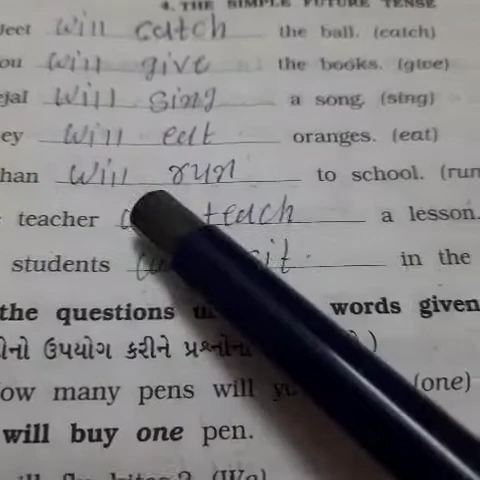 4. THE SIMPLE FUTURE TENSE
Jeet will catch the ball. (catch)
ou will give the books. (give)
ejal will sing a song. (sing)
ey will eat oranges. (eat)
han will run to school. (run
teacher teach a lesson.
students sit. in the
the questions words given
ઉપયોગ કરીને )
ow many pens will (one)
will buy one pen.
(We)